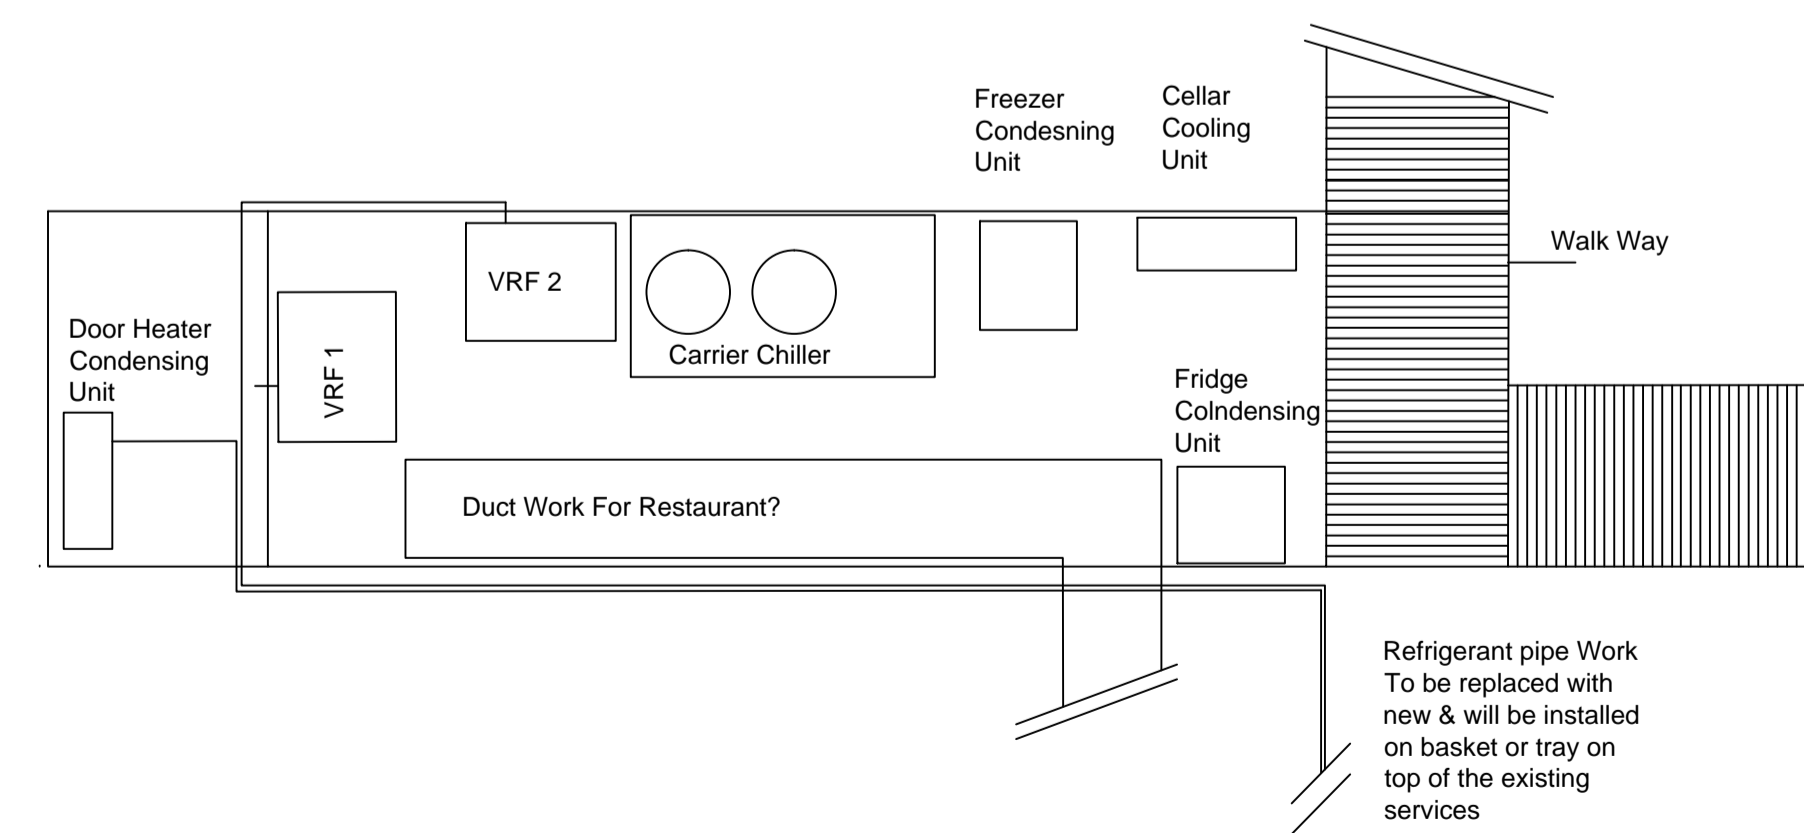 Freezer
Condesning
Unit
Cellar
Cooling
Unit
Walk Way
VRF 2
Door Heater
Condensing
Unit
VRF 1
Carrier Chiller
Fridge
Colndensing
Unit
Duct Work For Restaurant?
Refrigerant pipe Work
To be replaced with
new & will be installed
on basket or tray on
top of the existing
services